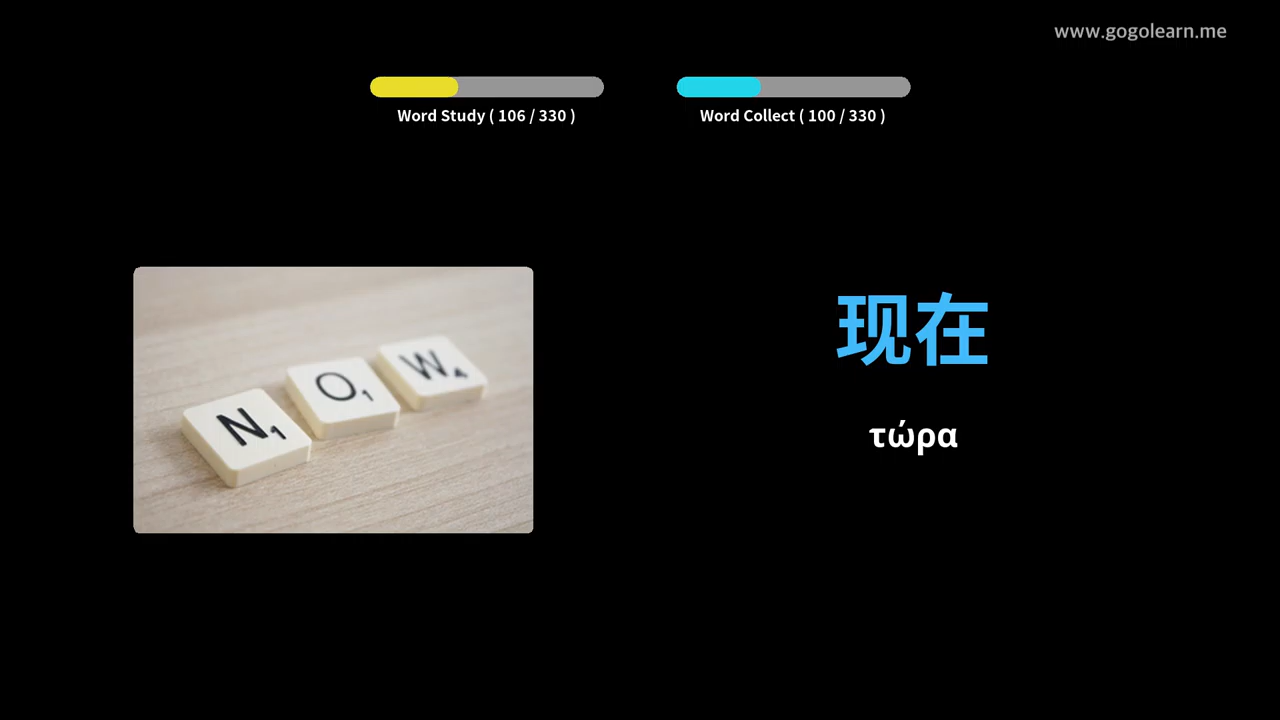 www.gogolearn.me
Word Study ( 106 / 330 )
Word Collect ( 100 / 330 )
N1 O1 W4
现在
τώρα